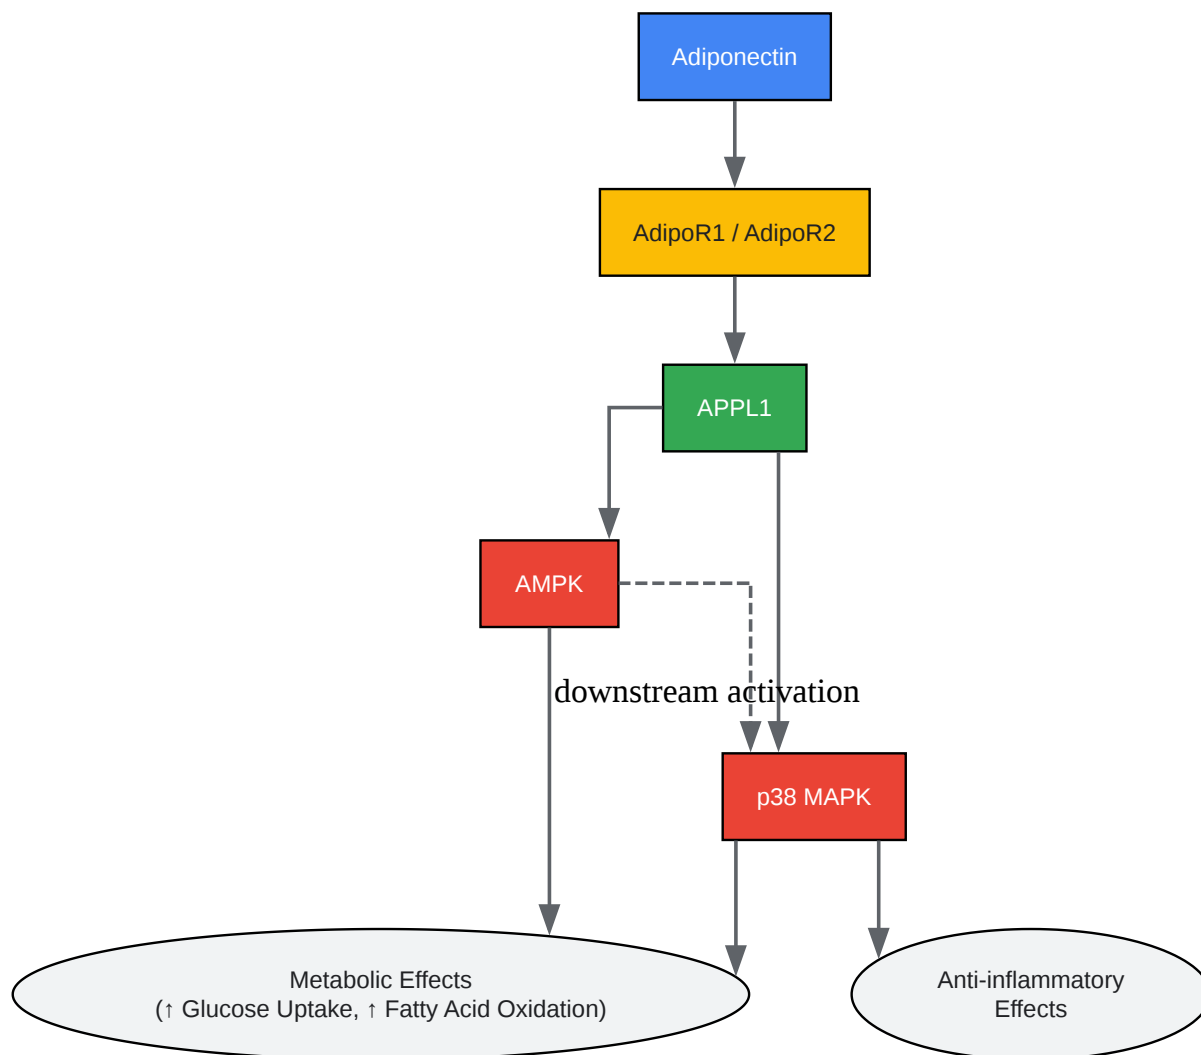 Adiponectin
AdipoR1 / AdipoR2
APPL1
AMPK
downstream activation
p38 MAPK
Metabolic Effects
(↑ Glucose Uptake, ↑ Fatty Acid Oxidation)
Anti-inflammatory
Effects